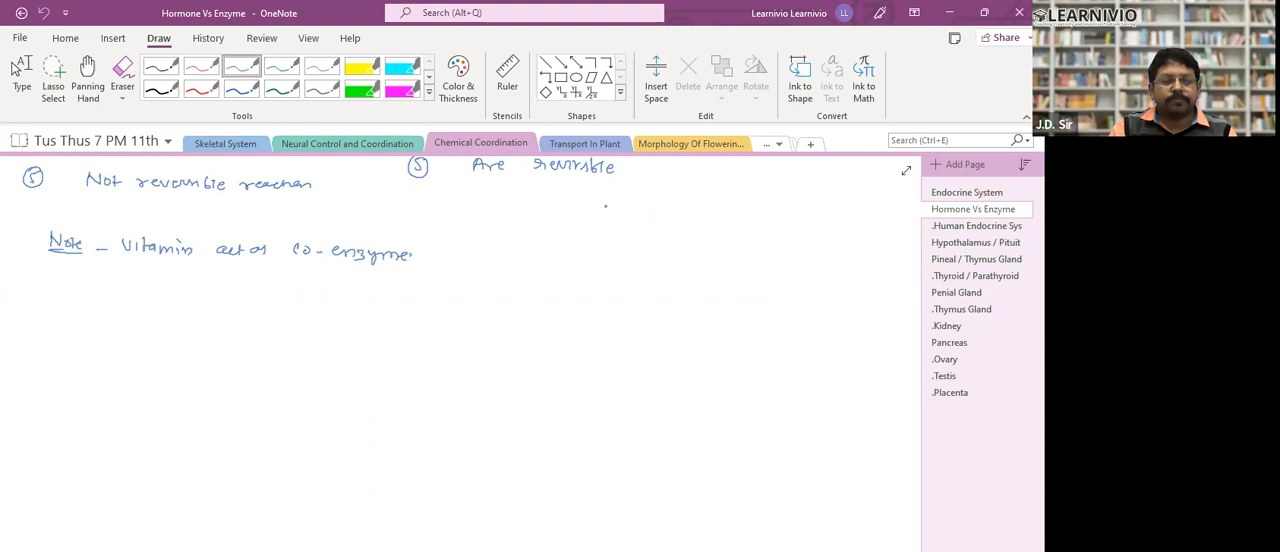 Hormone Vs Enzyme - OneNote
Search (Alt+Q)
Learnivio Learnivio
LL
LEARNIVIO
File Home Insert Draw History Review View Help
Share
Type
Lasso Select
Panning Hand
Eraser
Color & Thickness
Ruler
Insert Space
Delete
Arrange
Rotate
Ink to Shape
Ink to Text
Ink to Math
Tools
Stencils
Shapes
Edit
Convert
J.D. Sir
Tus Thus 7 PM 11th
Skeletal System
Neural Control and Coordination
Chemical Coordination
Transport In Plant
Morphology Of Flowerin...
...
Search (Ctrl+E)
Add Page
5 Not reversible reaction
5 Are reversible
Note - Vitamin act as co-enzyme.
Endocrine System
Hormone Vs Enzyme
.Human Endocrine Sys
Hypothalamus / Pituit
Pineal / Thymus Gland
.Thyroid / Parathyroid
Penial Gland
.Thymus Gland
.Kidney
Pancreas
.Ovary
.Testis
.Placenta